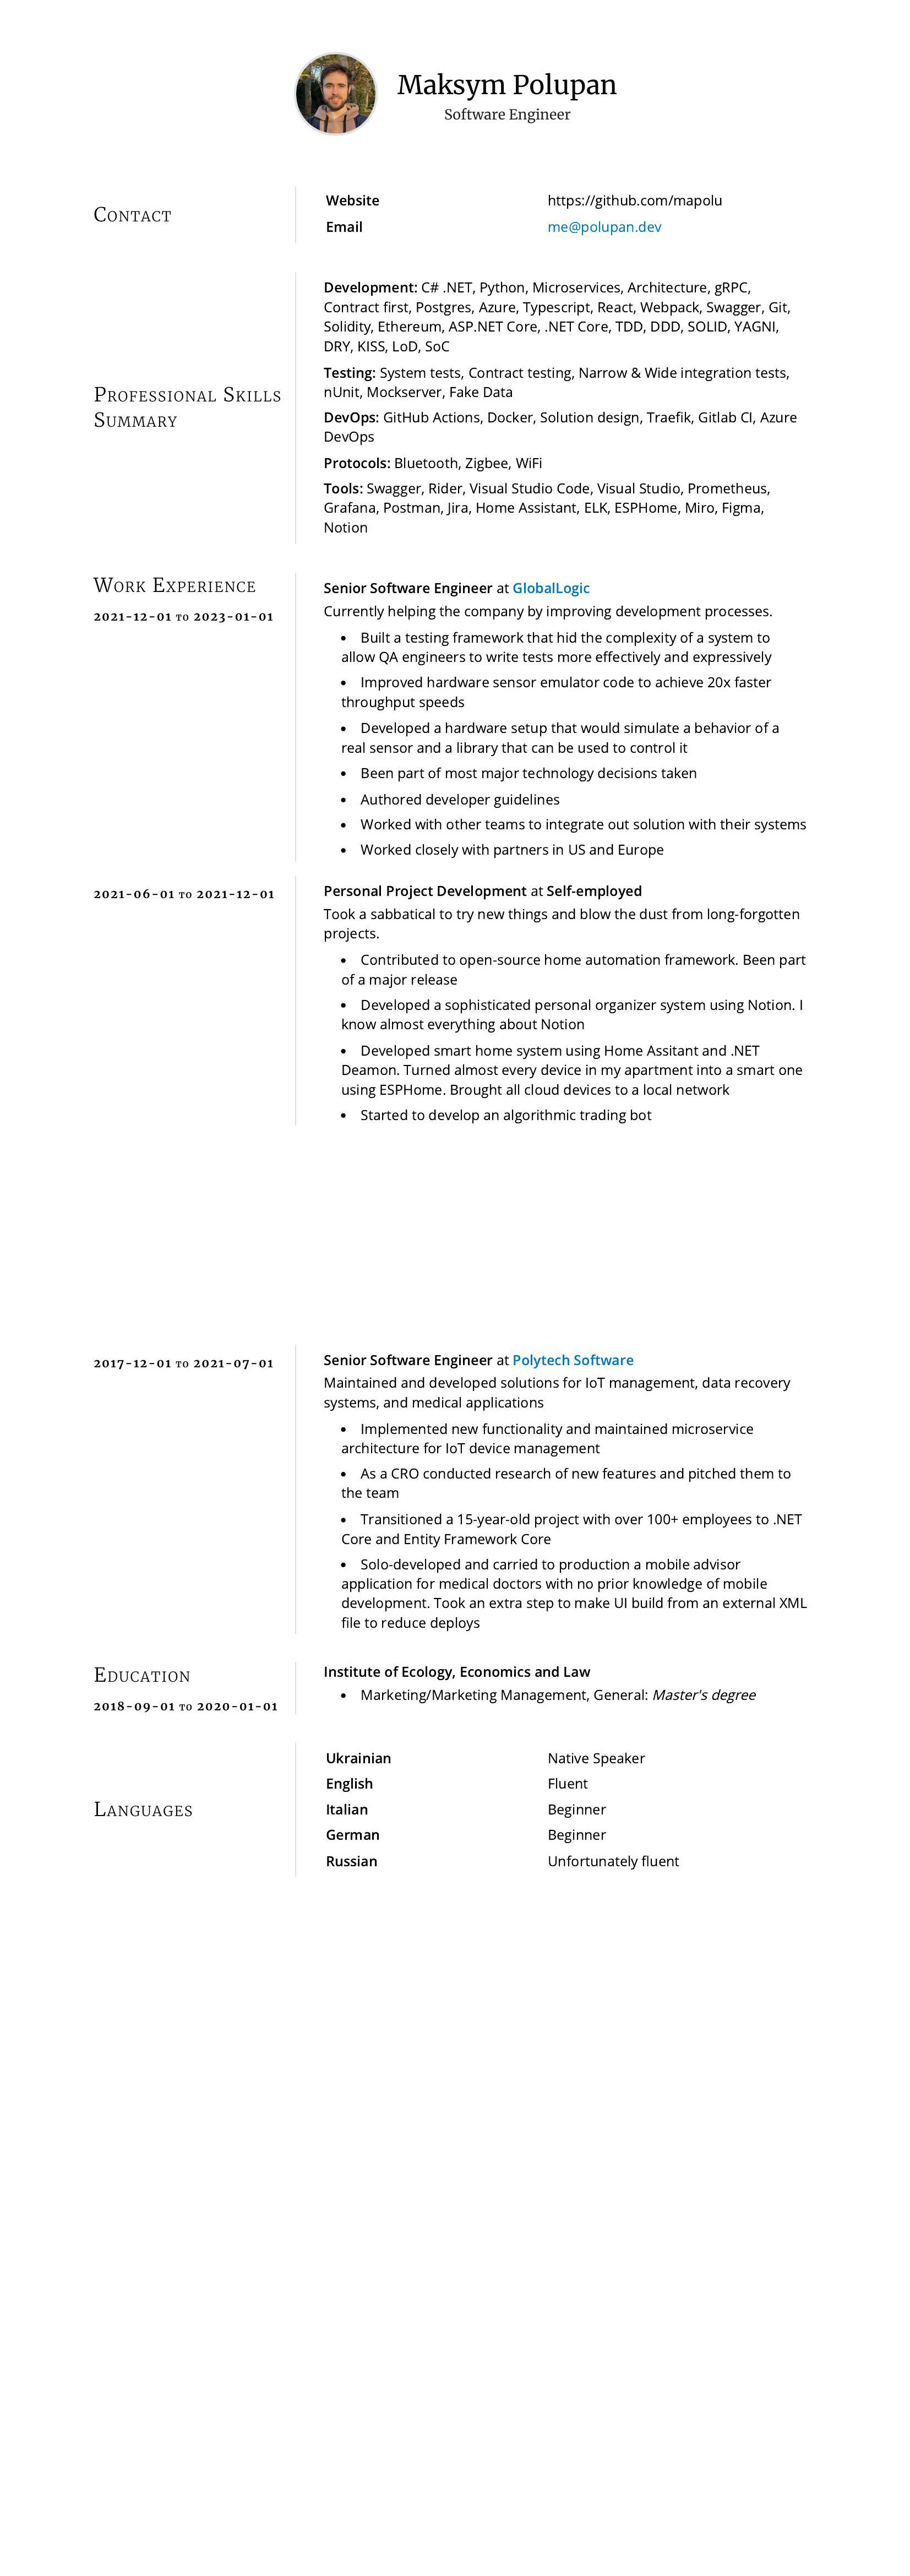 Maksym Polupan
Software Engineer
Contact
Website https://github.com/mapolu
Email me@polupan.dev
Professional Skills
Summary
Development: C# .NET, Python, Microservices, Architecture, gRPC,
Contract first, Postgres, Azure, Typescript, React, Webpack, Swagger, Git,
Solidity, Ethereum, ASP.NET Core, .NET Core, TDD, DDD, SOLID, YAGNI,
DRY, KISS, LoD, SoC
Testing: System tests, Contract testing, Narrow & Wide integration tests,
nUnit, Mockserver, Fake Data
DevOps: GitHub Actions, Docker, Solution design, Traefik, Gitlab CI, Azure
DevOps
Protocols: Bluetooth, Zigbee, WiFi
Tools: Swagger, Rider, Visual Studio Code, Visual Studio, Prometheus,
Grafana, Postman, Jira, Home Assistant, ELK, ESPHome, Miro, Figma,
Notion
Work Experience
2021-12-01 to 2023-01-01
Senior Software Engineer at GlobalLogic
Currently helping the company by improving development processes.
• Built a testing framework that hid the complexity of a system to
allow QA engineers to write tests more effectively and expressively
• Improved hardware sensor emulator code to achieve 20x faster
throughput speeds
• Developed a hardware setup that would simulate a behavior of a
real sensor and a library that can be used to control it
• Been part of most major technology decisions taken
• Authored developer guidelines
• Worked with other teams to integrate out solution with their systems
• Worked closely with partners in US and Europe
2021-06-01 to 2021-12-01
Personal Project Development at Self-employed
Took a sabbatical to try new things and blow the dust from long-forgotten
projects.
• Contributed to open-source home automation framework. Been part
of a major release
• Developed a sophisticated personal organizer system using Notion. I
know almost everything about Notion
• Developed smart home system using Home Assitant and .NET
Deamon. Turned almost every device in my apartment into a smart one
using ESPHome. Brought all cloud devices to a local network
• Started to develop an algorithmic trading bot
2017-12-01 to 2021-07-01
Senior Software Engineer at Polytech Software
Maintained and developed solutions for IoT management, data recovery
systems, and medical applications
• Implemented new functionality and maintained microservice
architecture for IoT device management
• As a CRO conducted research of new features and pitched them to
the team
• Transitioned a 15-year-old project with over 100+ employees to .NET
Core and Entity Framework Core
• Solo-developed and carried to production a mobile advisor
application for medical doctors with no prior knowledge of mobile
development. Took an extra step to make UI build from an external XML
file to reduce deploys
Education
2018-09-01 to 2020-01-01
Institute of Ecology, Economics and Law
• Marketing/Marketing Management, General: Master's degree
Languages
Ukrainian Native Speaker
English Fluent
Italian Beginner
German Beginner
Russian Unfortunately fluent